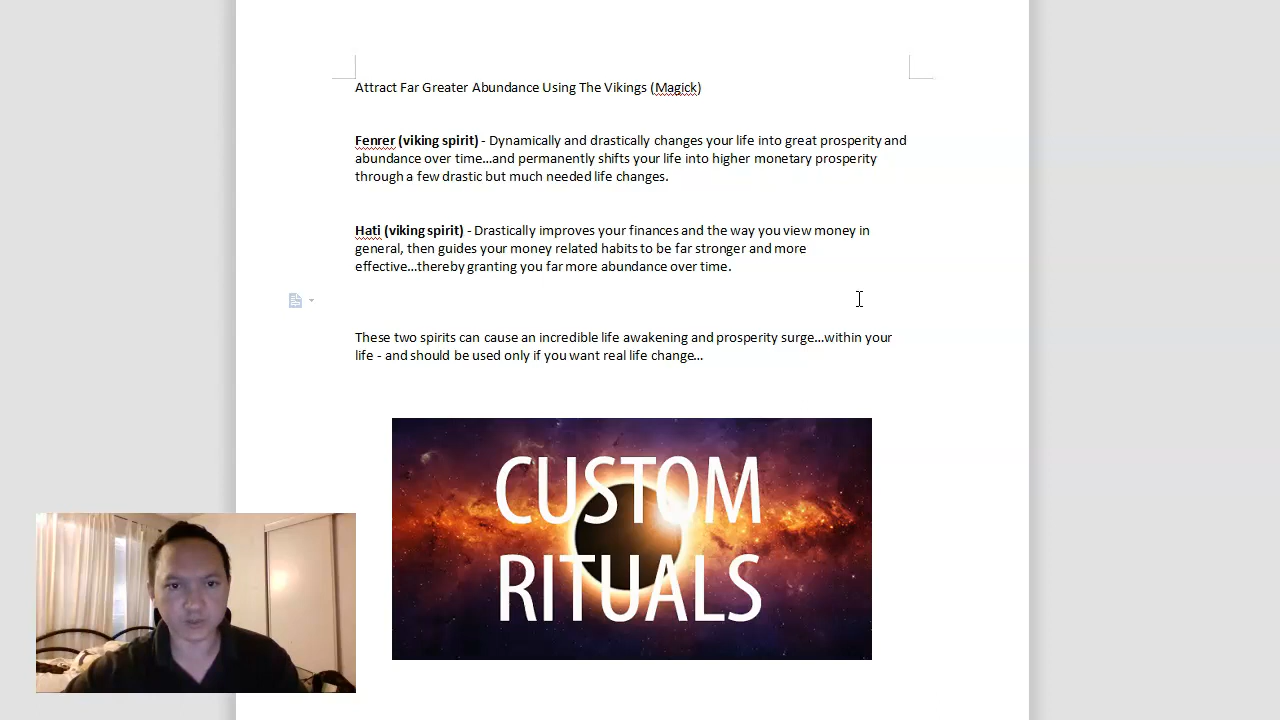 Attract Far Greater Abundance Using The Vikings (Magick)
Fenrer (viking spirit) - Dynamically and drastically changes your life into great prosperity and
abundance over time...and permanently shifts your life into higher monetary prosperity
through a few drastic but much needed life changes.
Hati (viking spirit) - Drastically improves your finances and the way you view money in
general, then guides your money related habits to be far stronger and more
effective...thereby granting you far more abundance over time.
These two spirits can cause an incredible life awakening and prosperity surge...within your
life - and should be used only if you want real life change...
CUSTOM
RITUALS